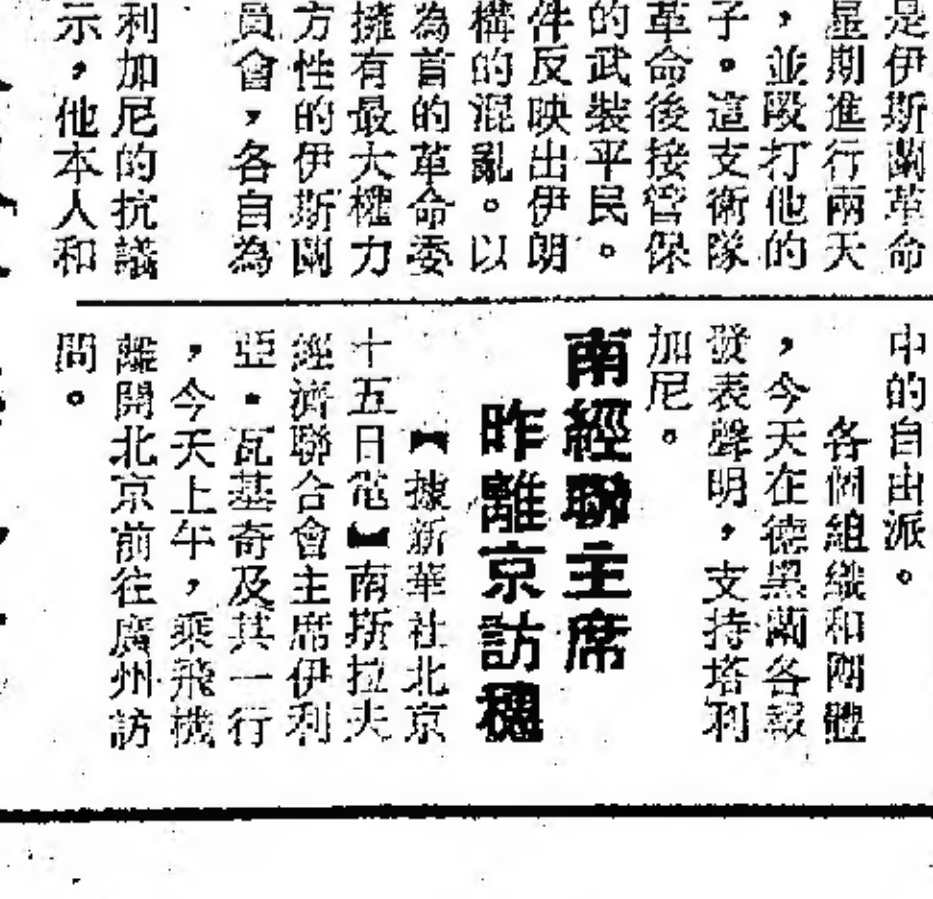 是伊斯蘭革命
星期進行兩天
，並毆打他的
子。這支衛隊
革命後接管保
的武裝平民。
件反映出伊朗
構的混亂。以
為首的革命委
擁有最大權力
方性的伊斯蘭
員會，各自為
利加尼的抗議
示，他本人和
中的自由派。
各個組織和團體
，今天在德黑蘭各報
發表聲明，支持塔利
加尼。
南經聯主席
昨離京訪穗
【據新華社北京
十五日電】南斯拉夫
經濟聯合會主席伊利
亞·瓦基奇及其一行
，今天上午，乘飛機
離開北京前往廣州訪
問。